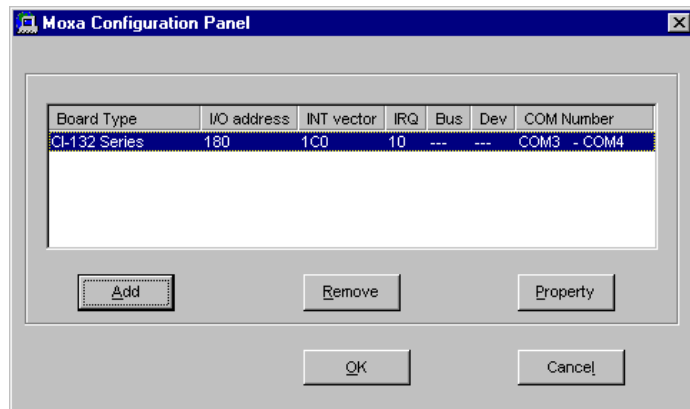 Moxa Configuration Panel
Board Type I/O address INT vector IRQ Bus Dev COM Number
CI-132 Series 180 1C0 10 --- --- COM3 - COM4
Add Remove Property
OK Cancel